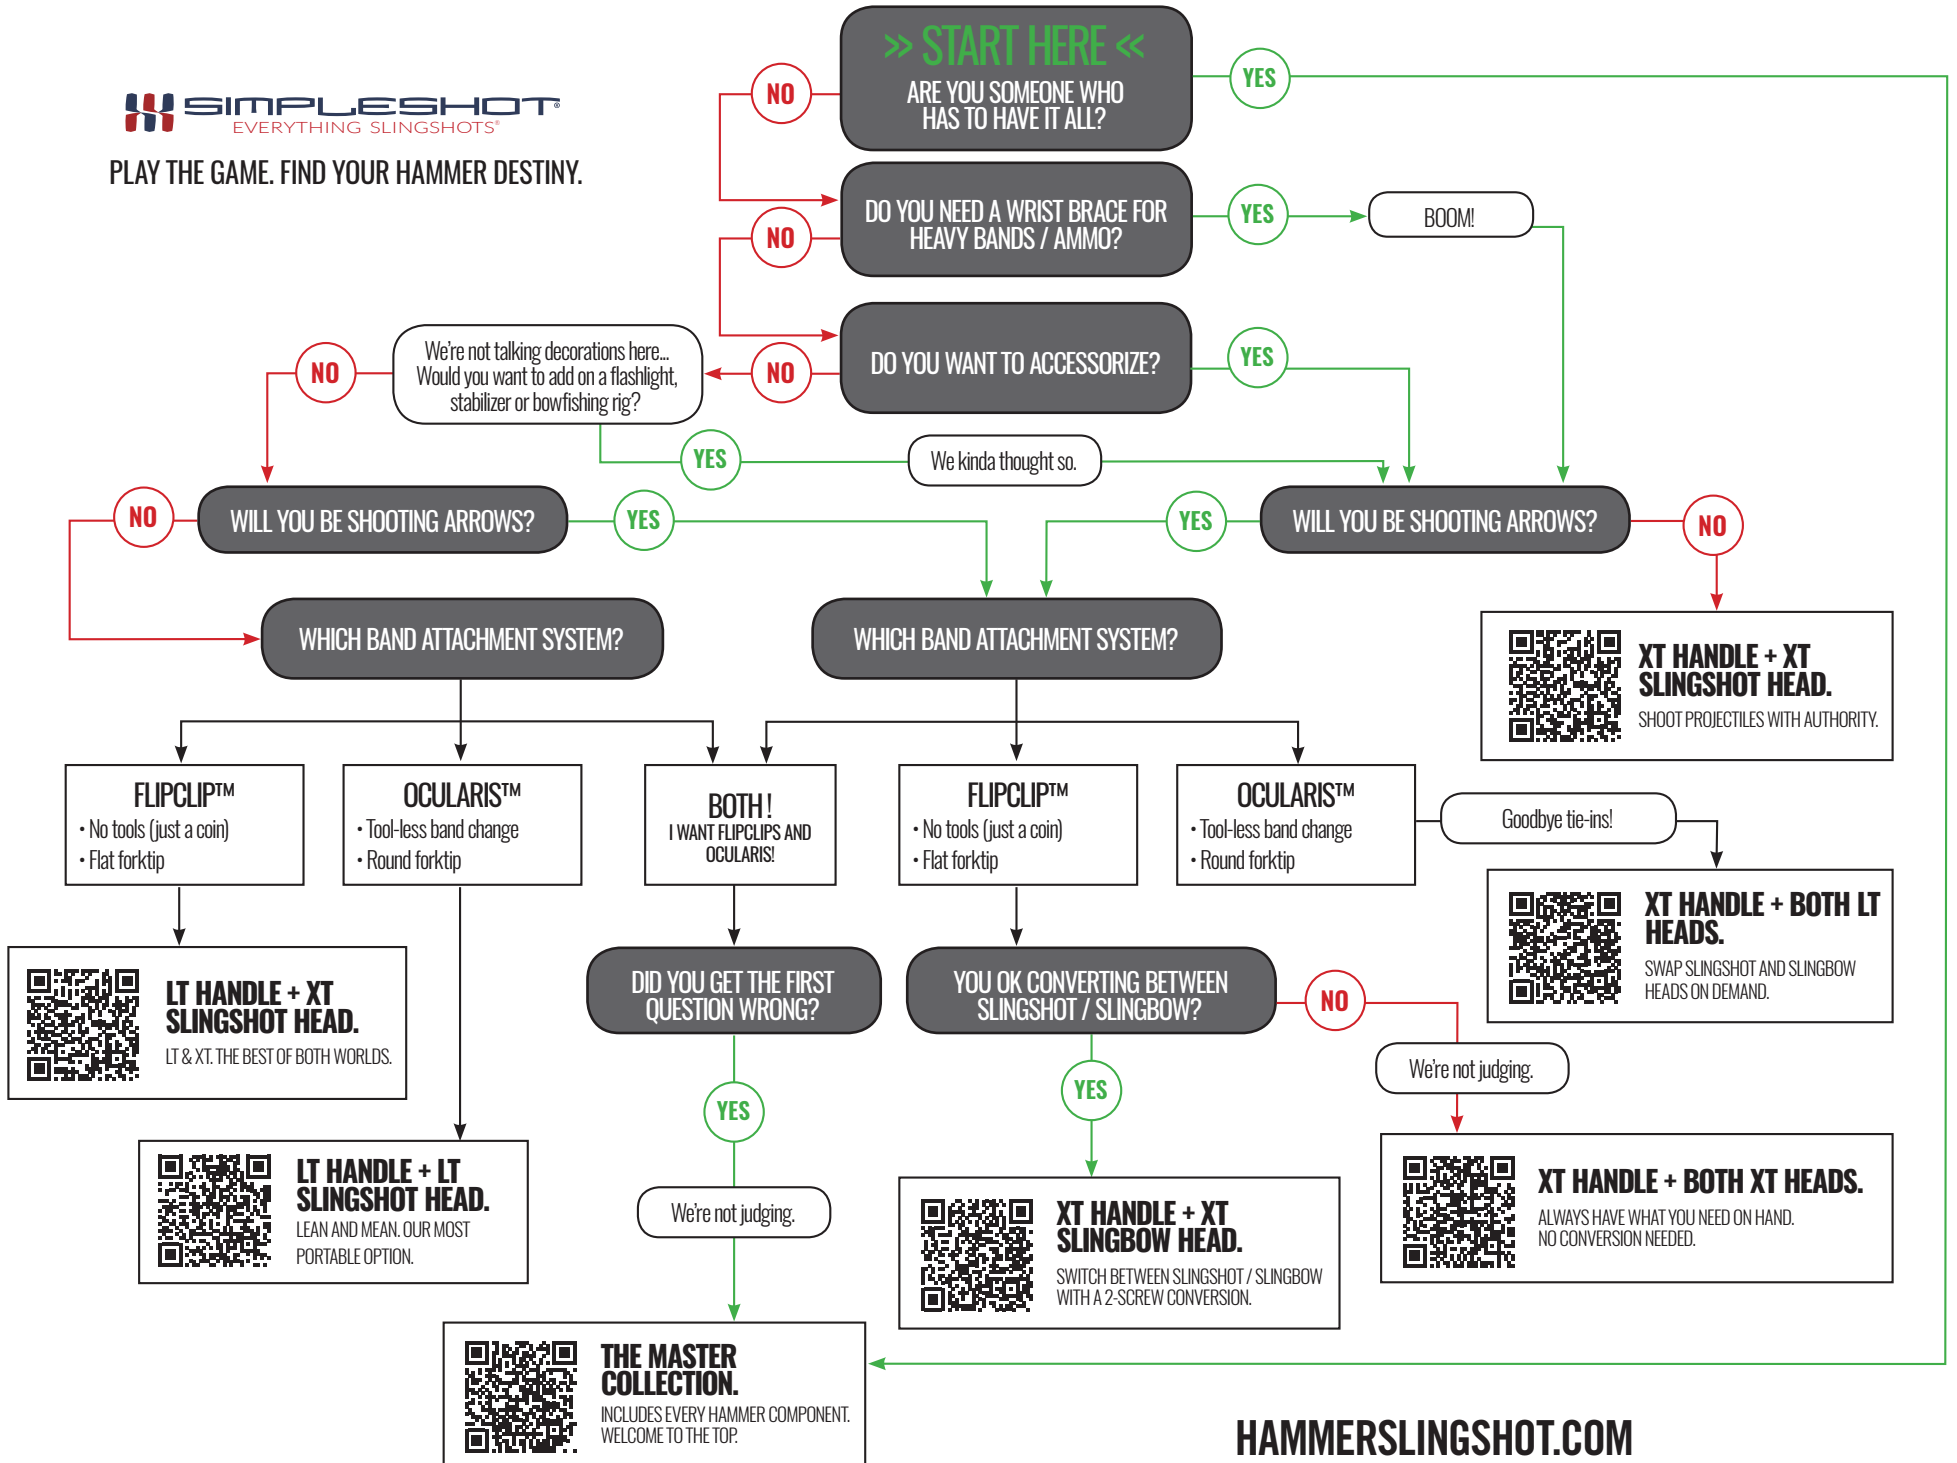 SIMPLESHOT®
EVERYTHING SLINGSHOTS®
PLAY THE GAME. FIND YOUR HAMMER DESTINY.
>> START HERE <<
ARE YOU SOMEONE WHO
HAS TO HAVE IT ALL?
NO
YES
DO YOU NEED A WRIST BRACE FOR
HEAVY BANDS / AMMO?
NO
YES
BOOM!
DO YOU WANT TO ACCESSORIZE?
NO
YES
We're not talking decorations here...
Would you want to add on a flashlight,
stabilizer or bowfishing rig?
NO
YES
We kinda thought so.
NO
WILL YOU BE SHOOTING ARROWS?
YES
YES
WILL YOU BE SHOOTING ARROWS?
NO
WHICH BAND ATTACHMENT SYSTEM?
WHICH BAND ATTACHMENT SYSTEM?
XT HANDLE + XT
SLINGSHOT HEAD.
SHOOT PROJECTILES WITH AUTHORITY.
FLIPCLIP™
• No tools (just a coin)
• Flat forktip
OCULARIS™
• Tool-less band change
• Round forktip
BOTH !
I WANT FLIPCLIPS AND
OCULARIS!
FLIPCLIP™
• No tools (just a coin)
• Flat forktip
OCULARIS™
• Tool-less band change
• Round forktip
Goodbye tie-ins!
XT HANDLE + BOTH LT
HEADS.
SWAP SLINGSHOT AND SLINGBOW
HEADS ON DEMAND.
LT HANDLE + XT
SLINGSHOT HEAD.
LT & XT. THE BEST OF BOTH WORLDS.
DID YOU GET THE FIRST
QUESTION WRONG?
YOU OK CONVERTING BETWEEN
SLINGSHOT / SLINGBOW?
NO
We're not judging.
YES
YES
LT HANDLE + LT
SLINGSHOT HEAD.
LEAN AND MEAN. OUR MOST
PORTABLE OPTION.
We're not judging.
XT HANDLE + XT
SLINGBOW HEAD.
SWITCH BETWEEN SLINGSHOT / SLINGBOW
WITH A 2-SCREW CONVERSION.
XT HANDLE + BOTH XT HEADS.
ALWAYS HAVE WHAT YOU NEED ON HAND.
NO CONVERSION NEEDED.
THE MASTER
COLLECTION.
INCLUDES EVERY HAMMER COMPONENT.
WELCOME TO THE TOP.
HAMMERSLINGSHOT.COM